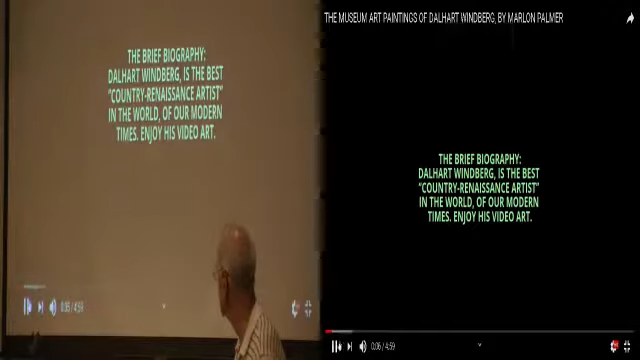 THE BRIEF BIOGRAPHY:
DALHART WINDBERG, IS THE BEST
"COUNTRY-RENAISSANCE ARTIST"
IN THE WORLD, OF OUR MODERN
TIMES. ENJOY HIS VIDEO ART.
0:05 / 4:59
THE MUSEUM ART PAINTINGS OF DALHART WINDBERG, BY MARLON PALMER
THE BRIEF BIOGRAPHY:
DALHART WINDBERG, IS THE BEST
"COUNTRY-RENAISSANCE ARTIST"
IN THE WORLD, OF OUR MODERN
TIMES. ENJOY HIS VIDEO ART.
0:06 / 4:59